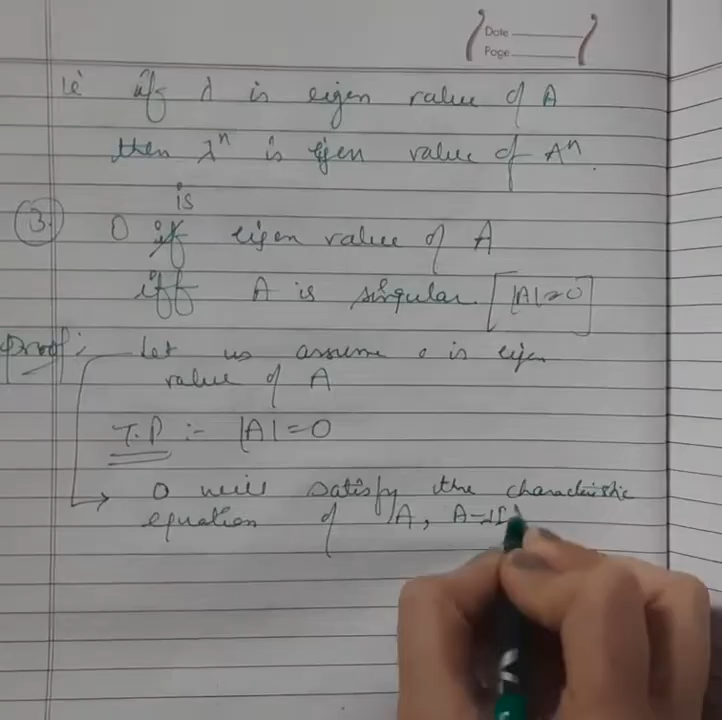 Date
Page
ie if λ is eigen value of A
then λⁿ is eigen value of Aⁿ.
is
③ 0 if eigen value of A
iff A is singular. [|A|=0]
Proof: Let us assume 0 is eigen
value of A
T.P :- |A|=0
→ 0 will satisfy the characteristic
equation of A, A-λI